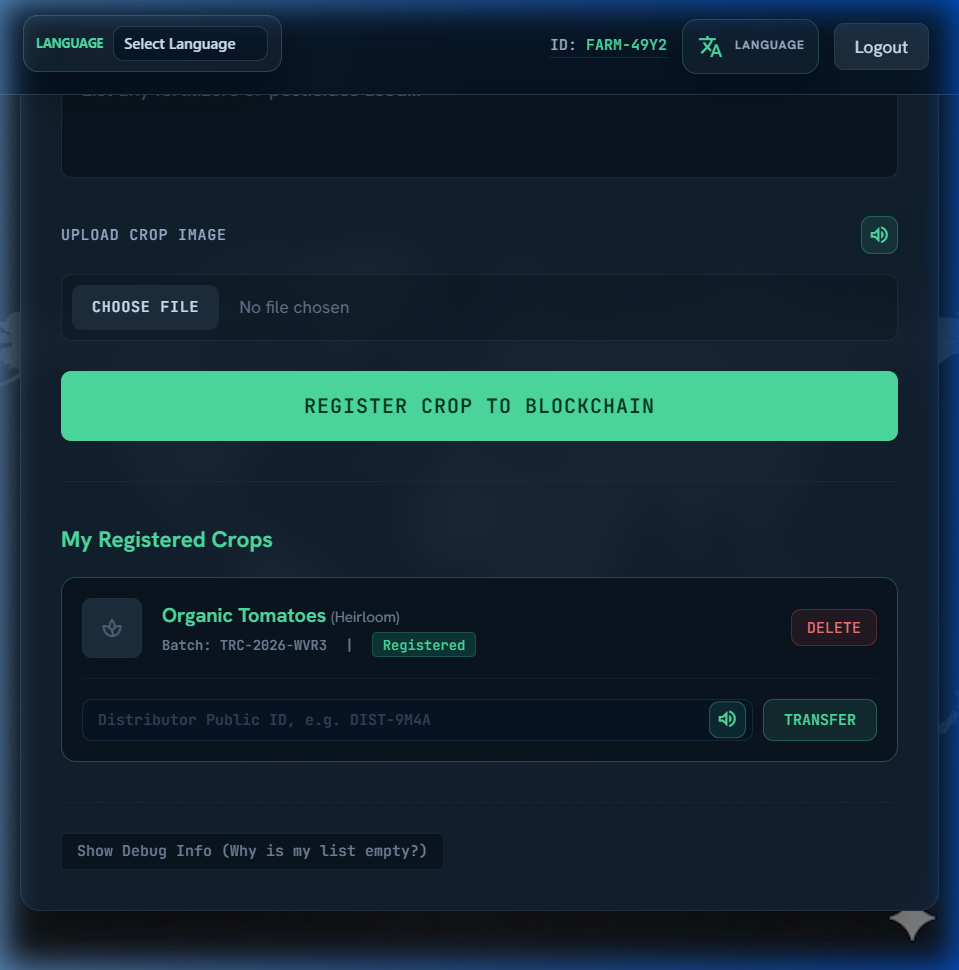 LANGUAGE Select Language ID: FARM-49Y2 LANGUAGE Logout
UPLOAD CROP IMAGE
CHOOSE FILE No file chosen
REGISTER CROP TO BLOCKCHAIN
My Registered Crops
Organic Tomatoes (Heirloom)
Batch: TRC-2026-WVR3 | Registered
DELETE
Distributor Public ID, e.g. DIST-9M4A
TRANSFER
Show Debug Info (Why is my list empty?)